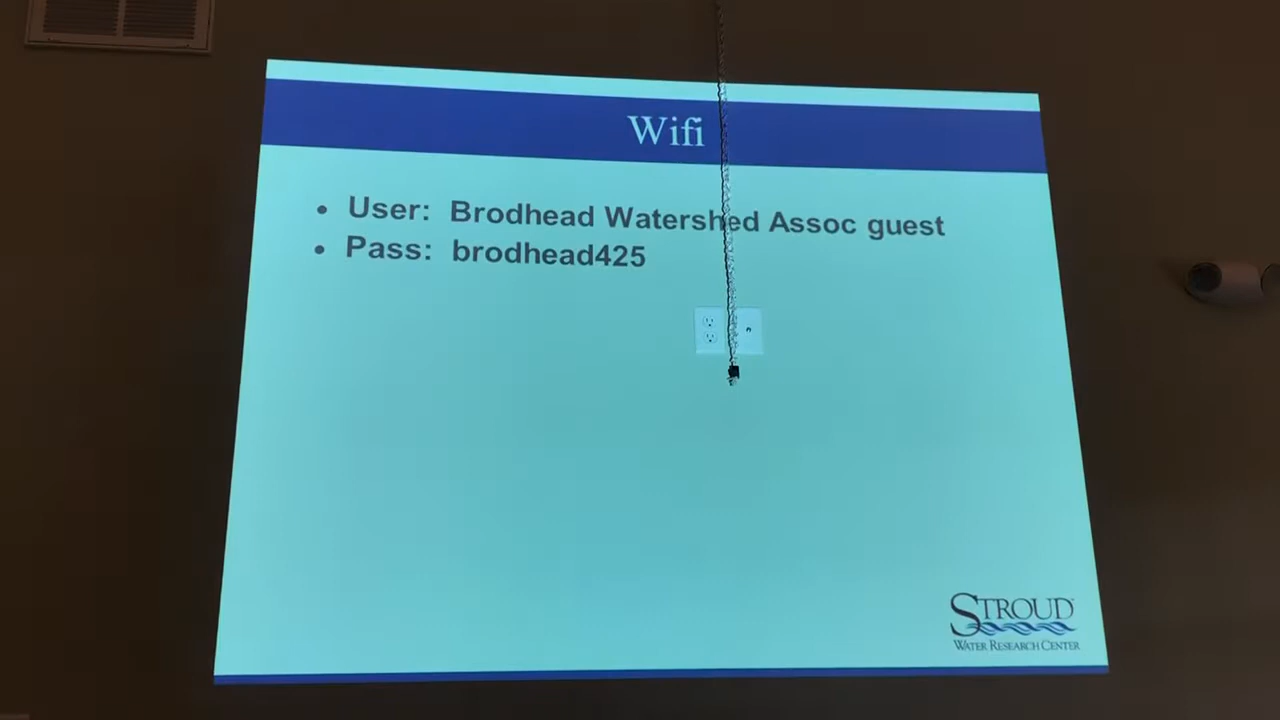 Wifi
• User: Brodhead Watershed Assoc guest
• Pass: brodhead425
STROUD
WATER RESEARCH CENTER